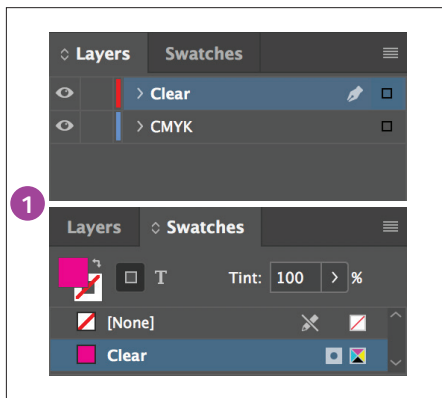 Layers Swatches
Clear
CMYK
1
Layers Swatches
T Tint: 100 > %
[None]
Clear